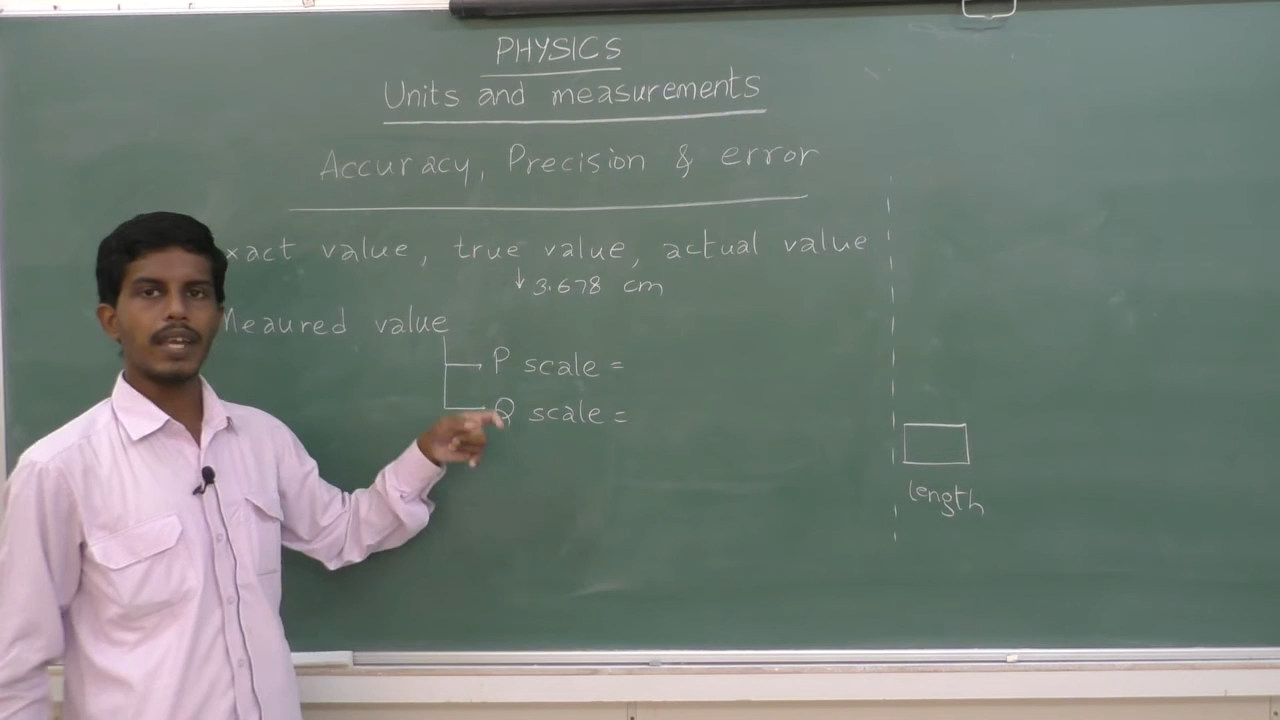 PHYSICS
Units and measurements
Accuracy, Precision & error
xact value, true value, actual value
↓ 3.678 cm
Meaured value
P scale =
Q scale =
length